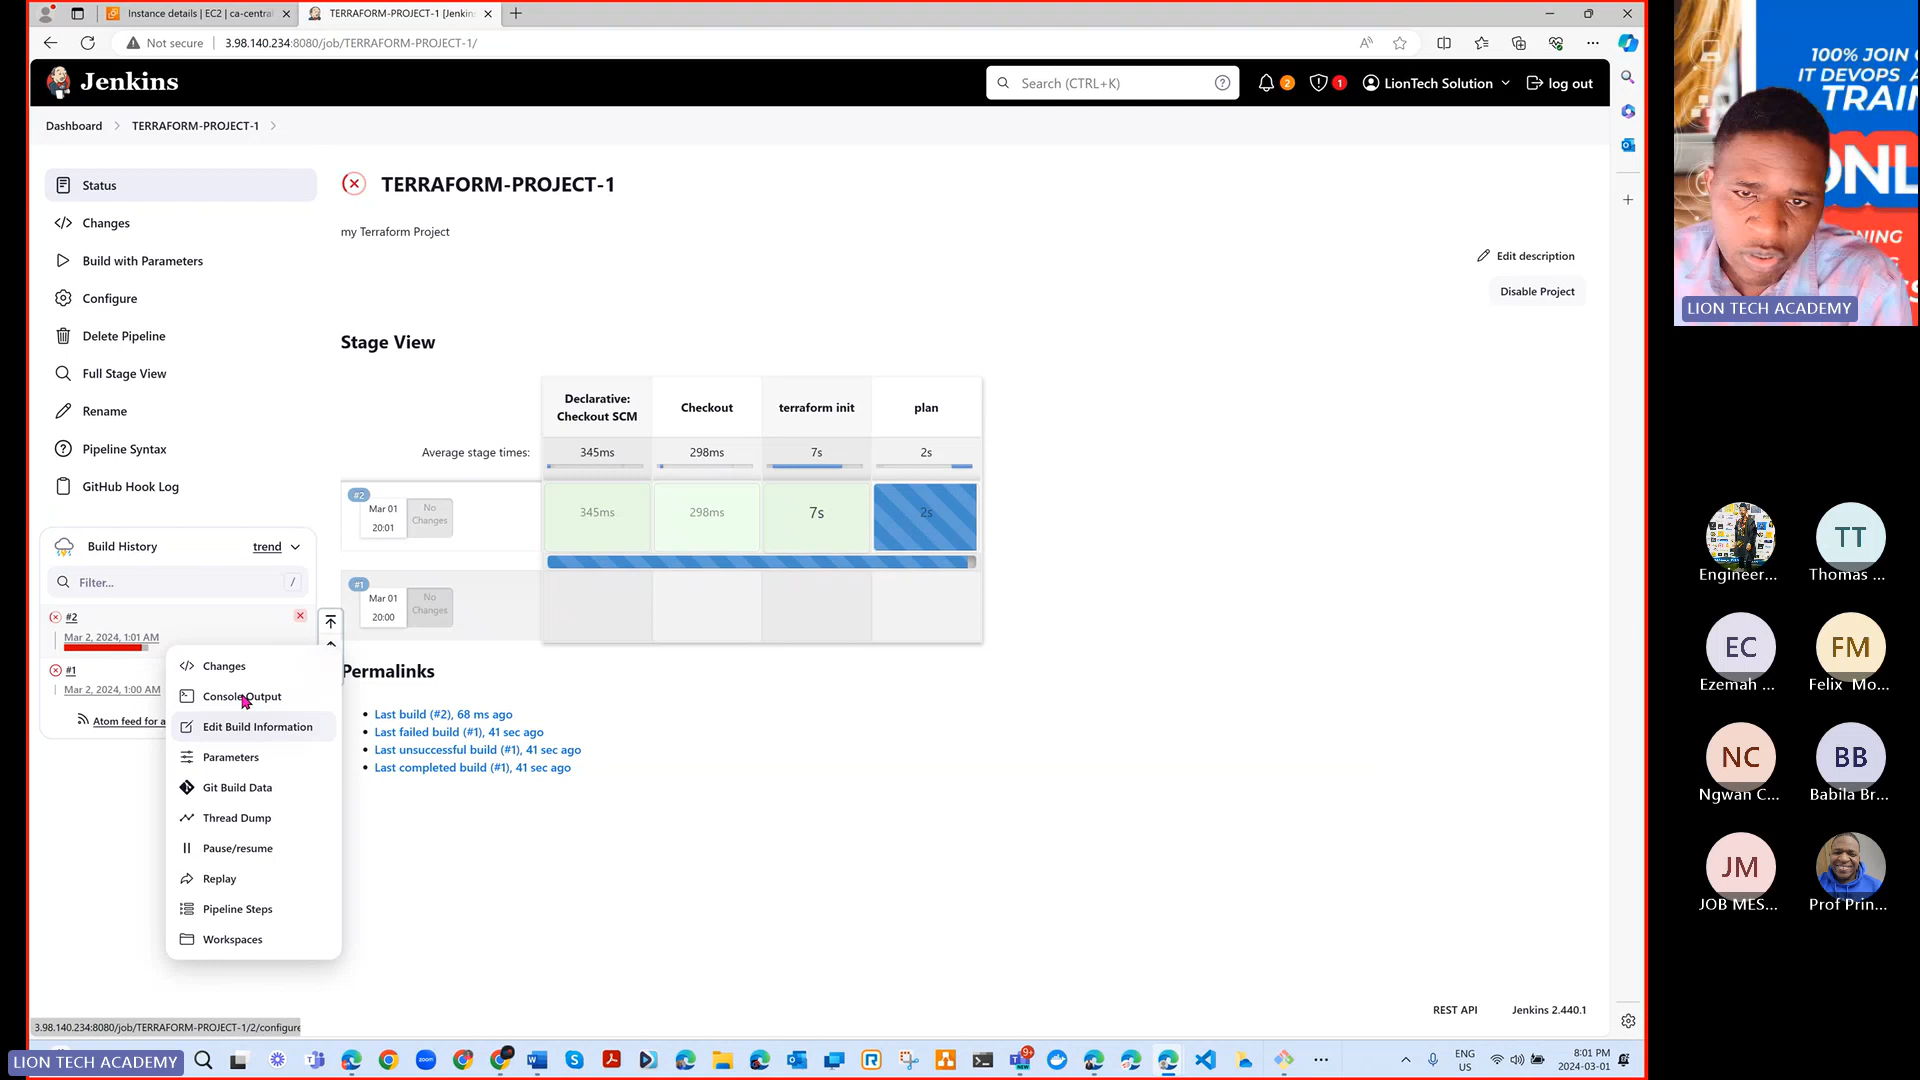 Instance details | EC2 | ca-central
TERRAFORM-PROJECT-1 [Jenkins
Not secure
3.98.140.234:8080/job/TERRAFORM-PROJECT-1/
Jenkins
Search (CTRL+K)
2
1
LionTech Solution
log out
Dashboard
TERRAFORM-PROJECT-1
Status
Changes
Build with Parameters
Configure
Delete Pipeline
Full Stage View
Rename
Pipeline Syntax
GitHub Hook Log
Build History
trend
Filter...
/
#2
Mar 2, 2024, 1:01 AM
#1
Mar 2, 2024, 1:00 AM
Atom feed for a
Changes
Console Output
Edit Build Information
Parameters
Git Build Data
Thread Dump
Pause/resume
Replay
Pipeline Steps
Workspaces
TERRAFORM-PROJECT-1
my Terraform Project
Edit description
Disable Project
Stage View
Declarative:
Checkout SCM
Checkout
terraform init
plan
Average stage times:
345ms
298ms
7s
2s
#2
Mar 01
20:01
No
Changes
345ms
298ms
7s
2s
#1
Mar 01
20:00
No
Changes
Permalinks
Last build (#2), 68 ms ago
Last failed build (#1), 41 sec ago
Last unsuccessful build (#1), 41 sec ago
Last completed build (#1), 41 sec ago
REST API
Jenkins 2.440.1
3.98.140.234:8080/job/TERRAFORM-PROJECT-1/2/configure
LION TECH ACADEMY
zoom
9+
NEW
ENG
US
8:01 PM
2024-03-01
100% JOIN
IT DEVOPS
TRAI
ONL
NING
LION TECH ACADEMY
Engineer...
TT
Thomas ...
EC
Ezemah ...
FM
Felix Mo...
NC
Ngwan C...
BB
Babila Br...
JM
JOB MES...
Prof Prin...